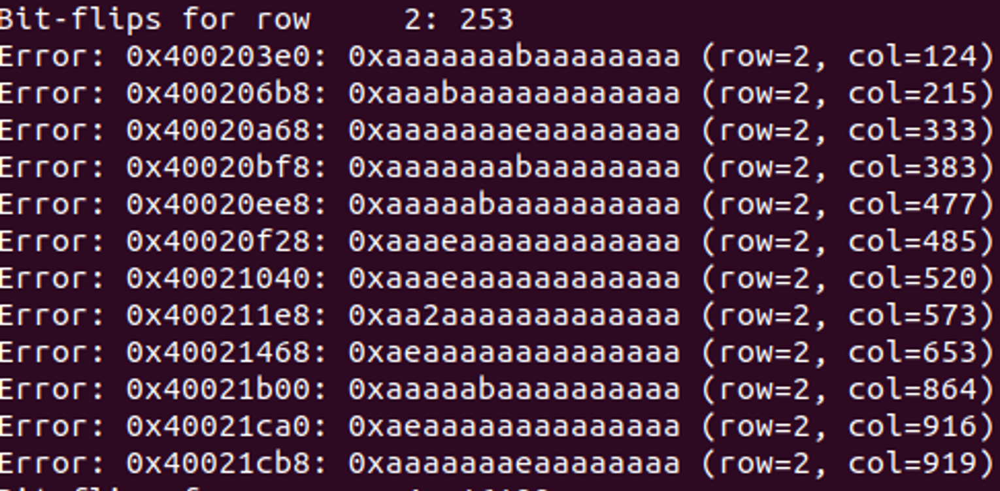 Bit-flips for row     2: 253
Error: 0x400203e0: 0xaaaaaaabaaaaaaaa (row=2, col=124)
Error: 0x400206b8: 0xaaabaaaaaaaaaaaa (row=2, col=215)
Error: 0x40020a68: 0xaaaaaaaeaaaaaaaa (row=2, col=333)
Error: 0x40020bf8: 0xaaaaaaabaaaaaaaa (row=2, col=383)
Error: 0x40020ee8: 0xaaaaabaaaaaaaaaa (row=2, col=477)
Error: 0x40020f28: 0xaaaeaaaaaaaaaaaa (row=2, col=485)
Error: 0x40021040: 0xaaaeaaaaaaaaaaaa (row=2, col=520)
Error: 0x400211e8: 0xaa2aaaaaaaaaaaaa (row=2, col=573)
Error: 0x40021468: 0xaeaaaaaaaaaaaaaa (row=2, col=653)
Error: 0x40021b00: 0xaaaaabaaaaaaaaaa (row=2, col=864)
Error: 0x40021ca0: 0xaeaaaaaaaaaaaaaa (row=2, col=916)
Error: 0x40021cb8: 0xaaaaaaaeaaaaaaaa (row=2, col=919)